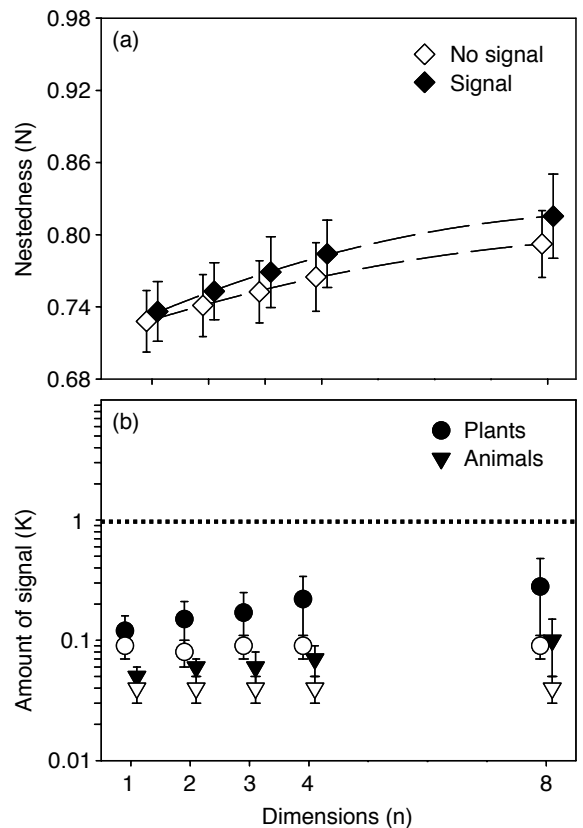 (a)
No signal
Signal
Nestedness (N)
0.98
0.92
0.86
0.80
0.74
0.68
(b)
Plants
Animals
Amount of signal (K)
1
0.1
0.01
1 2 3 4 8
Dimensions (n)